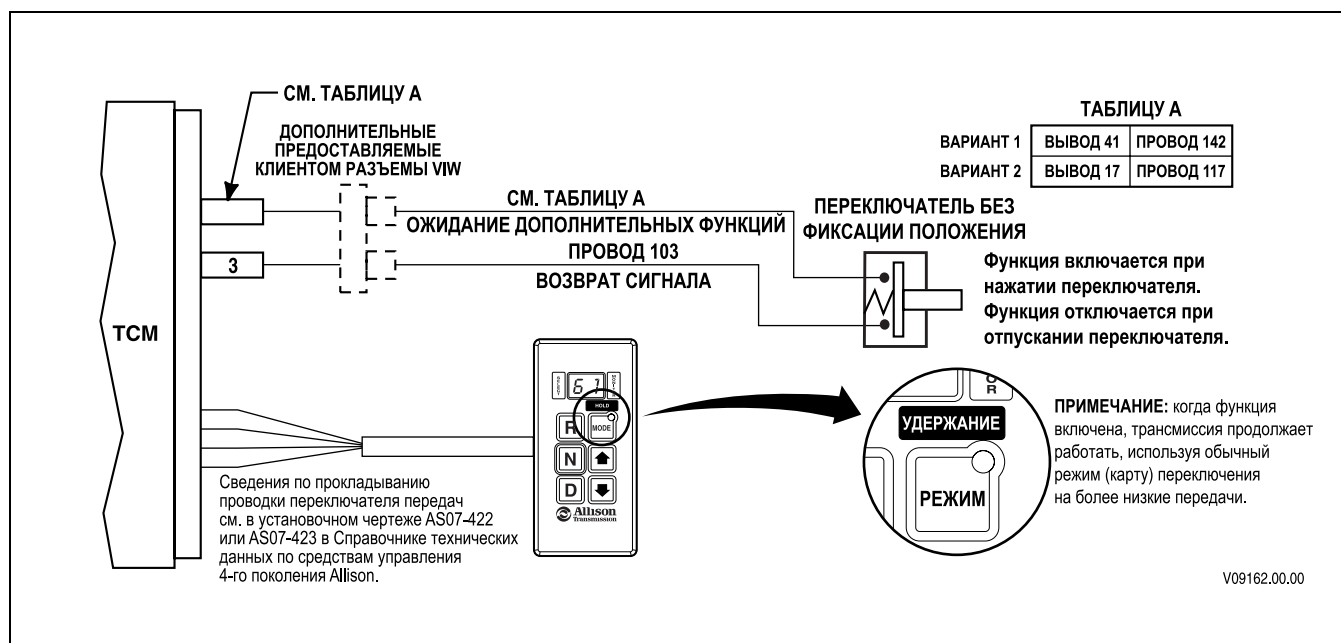 СМ. ТАБЛИЦУ А
ДОПОЛНИТЕЛЬНЫЕ
ПРЕДОСТАВЛЯЕМЫЕ
КЛИЕНТОМ РАЗЪЕМЫ VIW
ТАБЛИЦУ А
ВАРИАНТ 1 ВЫВОД 41 ПРОВОД 142
ВАРИАНТ 2 ВЫВОД 17 ПРОВОД 117
СМ. ТАБЛИЦУ А
ОЖИДАНИЕ ДОПОЛНИТЕЛЬНЫХ ФУНКЦИЙ
ПРОВОД 103
ВОЗВРАТ СИГНАЛА
3
TCM
ПЕРЕКЛЮЧАТЕЛЬ БЕЗ
ФИКСАЦИИ ПОЛОЖЕНИЯ
Функция включается при
нажатии переключателя.
Функция отключается при
отпускании переключателя.
6 1
HOLD
R MODE
N
D
Allison
Transmission
Сведения по прокладыванию
проводки переключателя передач
см. в установочном чертеже AS07-422
или AS07-423 в Справочнике технических
данных по средствам управления
4-го поколения Allison.
O
R
УДЕРЖАНИЕ
РЕЖИМ
ПРИМЕЧАНИЕ: когда функция
включена, трансмиссия продолжает
работать, используя обычный
режим (карту) переключения
на более низкие передачи.
V09162.00.00